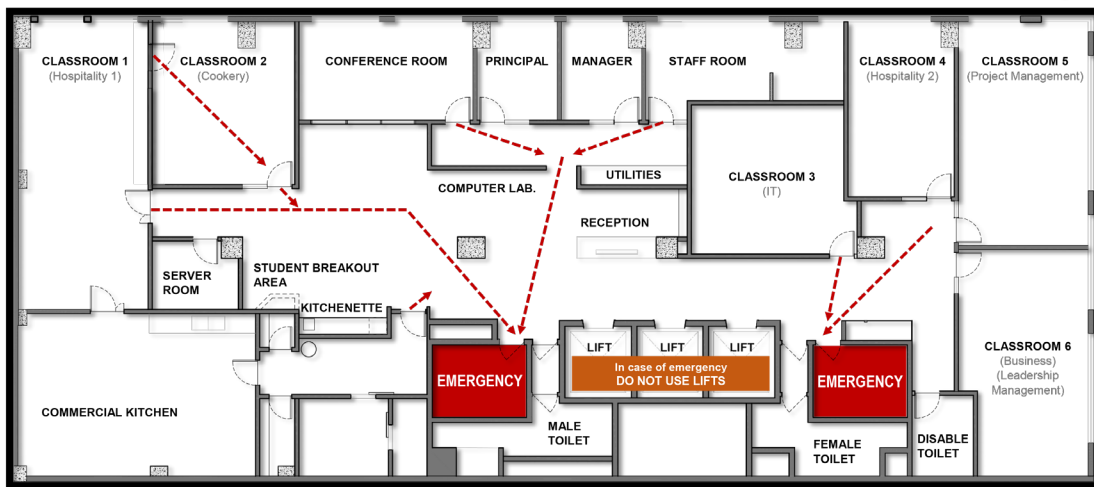 CLASSROOM 1
(Hospitality 1)
CLASSROOM 2
(Cookery)
CONFERENCE ROOM
PRINCIPAL
MANAGER
STAFF ROOM
CLASSROOM 4
(Hospitality 2)
CLASSROOM 5
(Project Management)
COMPUTER LAB.
UTILITIES
CLASSROOM 3
(IT)
RECEPTION
SERVER
ROOM
STUDENT BREAKOUT
AREA
KITCHENETTE
LIFT
LIFT
LIFT
In case of emergency
DO NOT USE LIFTS
EMERGENCY
EMERGENCY
CLASSROOM 6
(Business)
(Leadership
Management)
COMMERCIAL KITCHEN
MALE
TOILET
FEMALE
TOILET
DISABLE
TOILET